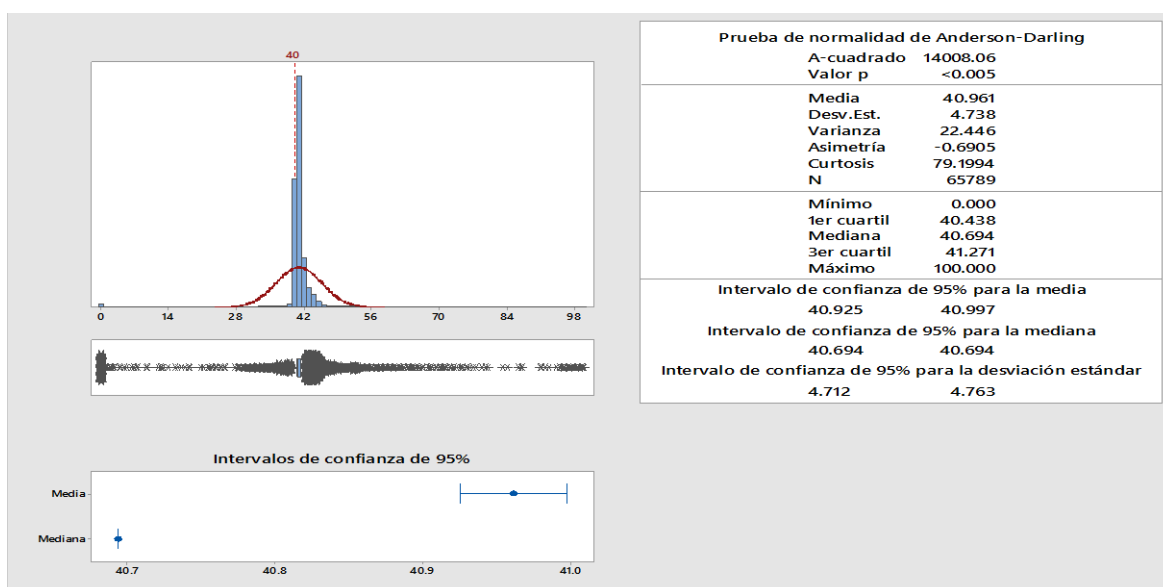 40
0 14 28 42 56 70 84 98
Intervalos de confianza de 95%
Media
Mediana
40.7 40.8 40.9 41.0
Prueba de normalidad de Anderson-Darling
A-cuadrado 14008.06
Valor p <0.005
Media 40.961
Desv.Est. 4.738
Varianza 22.446
Asimetría -0.6905
Curtosis 79.1994
N 65789
Mínimo 0.000
1er cuartil 40.438
Mediana 40.694
3er cuartil 41.271
Máximo 100.000
Intervalo de confianza de 95% para la media
40.925 40.997
Intervalo de confianza de 95% para la mediana
40.694 40.694
Intervalo de confianza de 95% para la desviación estándar
4.712 4.763